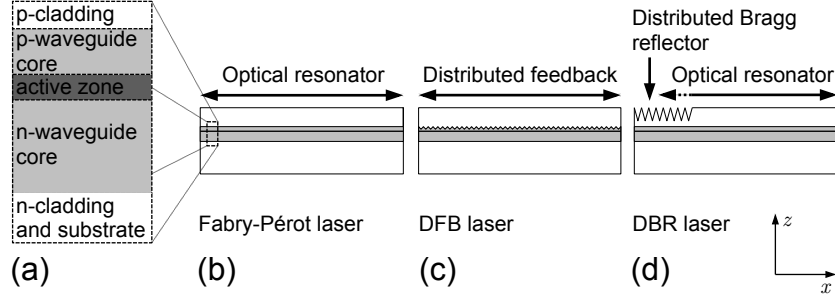 p-cladding
p-waveguide
core
active zone
n-waveguide
core
n-cladding
and substrate
(a)
Optical resonator
Fabry-Pérot laser
(b)
Distributed feedback
DFB laser
(c)
Distributed Bragg
reflector
Optical resonator
DBR laser
(d)
z
x